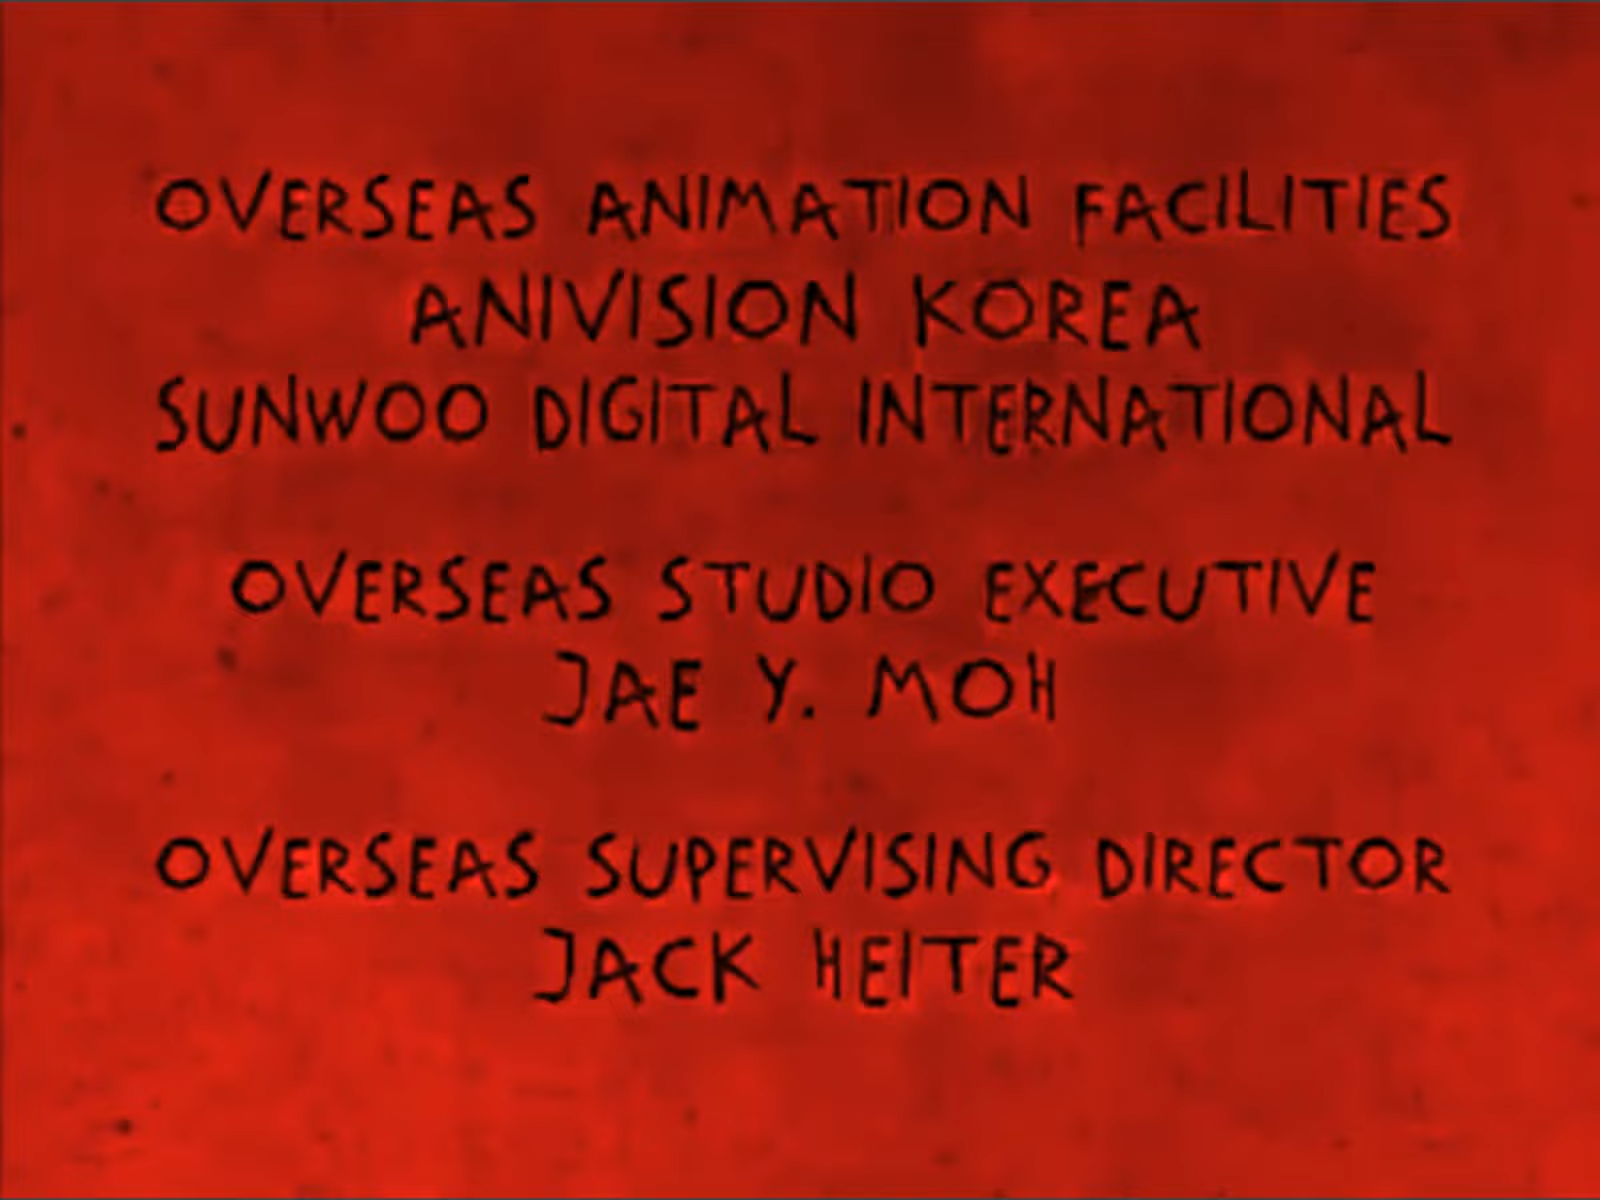 OVERSEAS ANIMATION FACILITIES
ANIVISION KOREA
SUNWOO DIGITAL INTERNATIONAL
OVERSEAS STUDIO EXECUTIVE
JAE Y. MOH
OVERSEAS SUPERVISING DIRECTOR
JACK HEITER